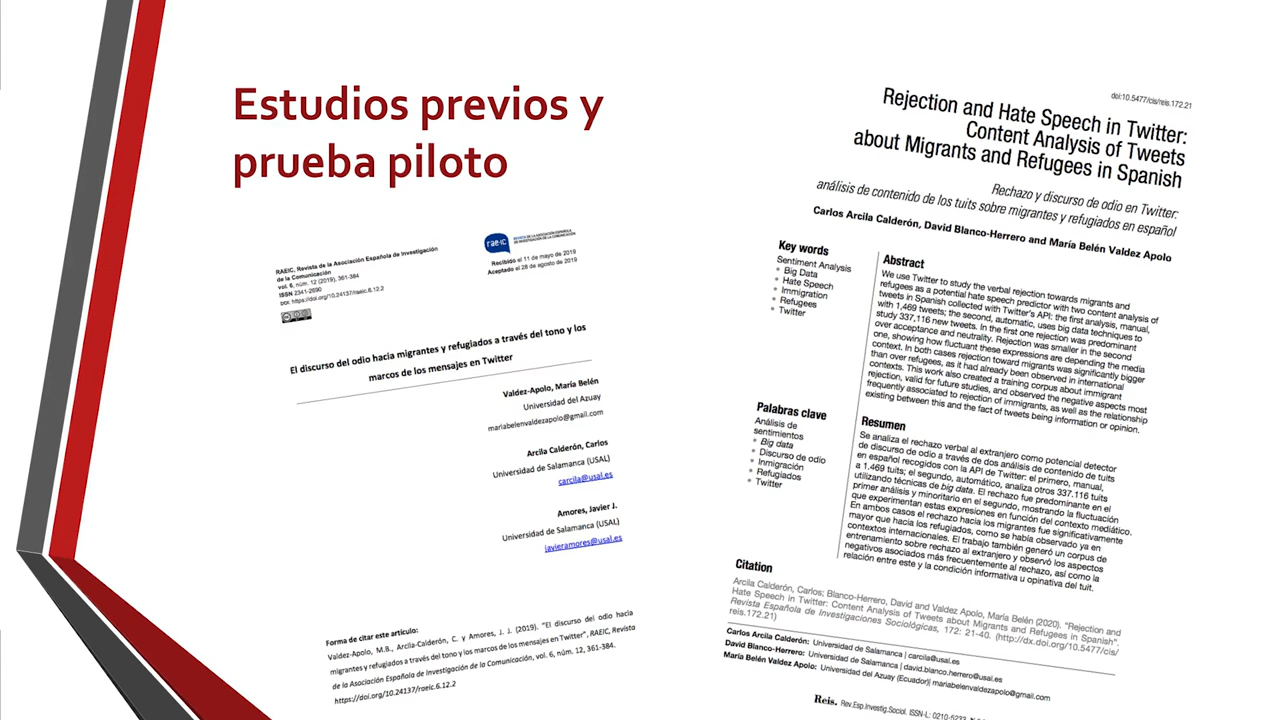 Estudios previos y
prueba piloto
RAEIC, Revista de la Asociación Española de Investigación
de la Comunicación
vol. 6, núm. 12 (2019), 361-384
ISSN 2341-2690
DOI: https://doi.org/10.24137/raeic.6.12.2
rae-ic REVISTA DE LA ASOCIACIÓN ESPAÑOLA
DE INVESTIGACIÓN DE LA COMUNICACIÓN
Recibido el 11 de mayo de 2019
Aceptado el 28 de agosto de 2019
El discurso del odio hacia migrantes y refugiados a través del tono y los
marcos de los mensajes en Twitter
Valdez-Apolo, María Belén
Universidad del Azuay
mariabelenvaldezapolo@gmail.com
Arcila Calderón, Carlos
Universidad de Salamanca (USAL)
carcila@usal.es
Amores, Javier J.
Universidad de Salamanca (USAL)
javieramores@usal.es
Forma de citar este artículo:
Valdez-Apolo, M.B., Arcila-Calderón, C. y Amores, J. J. (2019). "El discurso del odio hacia
migrantes y refugiados a través del tono y los marcos de los mensajes en Twitter", RAEIC, Revista
de la Asociación Española de Investigación de la Comunicación, vol. 6, núm. 12, 361-384.
https://doi.org/10.24137/raeic.6.12.2
doi:10.5477/cis/reis.172.21
Rejection and Hate Speech in Twitter:
Content Analysis of Tweets
about Migrants and Refugees in Spanish
Rechazo y discurso de odio en Twitter:
análisis de contenido de los tuits sobre migrantes y refugiados en español
Carlos Arcila Calderón, David Blanco-Herrero and María Belén Valdez Apolo
Key words
Sentiment Analysis
• Big Data
• Hate Speech
• Immigration
• Refugees
• Twitter
Abstract
We use Twitter to study the verbal rejection towards migrants and
refugees as a potential hate speech predictor with two content analysis of
tweets in Spanish collected with Twitter's API: the first analysis, manual,
with 1,469 tweets; the second, automatic, uses big data techniques to
study 337,116 new tweets. In the first one rejection was predominant
over acceptance and neutrality. Rejection was smaller in the second
one, showing how fluctuant these expressions are depending the media
context. In both cases rejection toward migrants was significantly bigger
than over refugees, as it had already been observed in international
contexts. This work also created a training corpus about immigrant
rejection, valid for future studies, and observed the negative aspects most
frequently associated to rejection of immigrants, as well as the relationship
existing between this and the fact of tweets being information or opinion.
Palabras clave
Análisis de
sentimientos
• Big data
• Discurso de odio
• Inmigración
• Refugiados
• Twitter
Resumen
Se analiza el rechazo verbal al extranjero como potencial detector
de discurso de odio a través de dos análisis de contenido de tuits
en español recogidos con la API de Twitter: el primero, manual,
a 1.469 tuits; el segundo, automático, analiza otros 337.116 tuits
utilizando técnicas de big data. El rechazo fue predominante en el
primer análisis y minoritario en el segundo, mostrando la fluctuación
que experimentan estas expresiones en función del contexto mediático.
En ambos casos el rechazo hacia los migrantes fue significativamente
mayor que hacia los refugiados, como se había observado ya en
contextos internacionales. El trabajo también generó un corpus de
entrenamiento sobre rechazo al extranjero y observó los aspectos
negativos asociados más frecuentemente al rechazo, así como la
relación entre este y la condición informativa u opinativa del tuit.
Citation
Arcila Calderón, Carlos; Blanco-Herrero, David and Valdez Apolo, María Belén (2020). "Rejection and
Hate Speech in Twitter: Content Analysis of Tweets about Migrants and Refugees in Spanish".
Revista Española de Investigaciones Sociológicas, 172: 21-40. (http://dx.doi.org/10.5477/cis/
reis.172.21)
Carlos Arcila Calderón: Universidad de Salamanca | carcila@usal.es
David Blanco-Herrero: Universidad de Salamanca | david.blanco.herrero@usal.es
María Belén Valdez Apolo: Universidad del Azuay (Ecuador)| mariabelenvaldezapolo@gmail.com
Reis. Rev.Esp.Investig.Sociol. ISSN-L: 0210-5233.